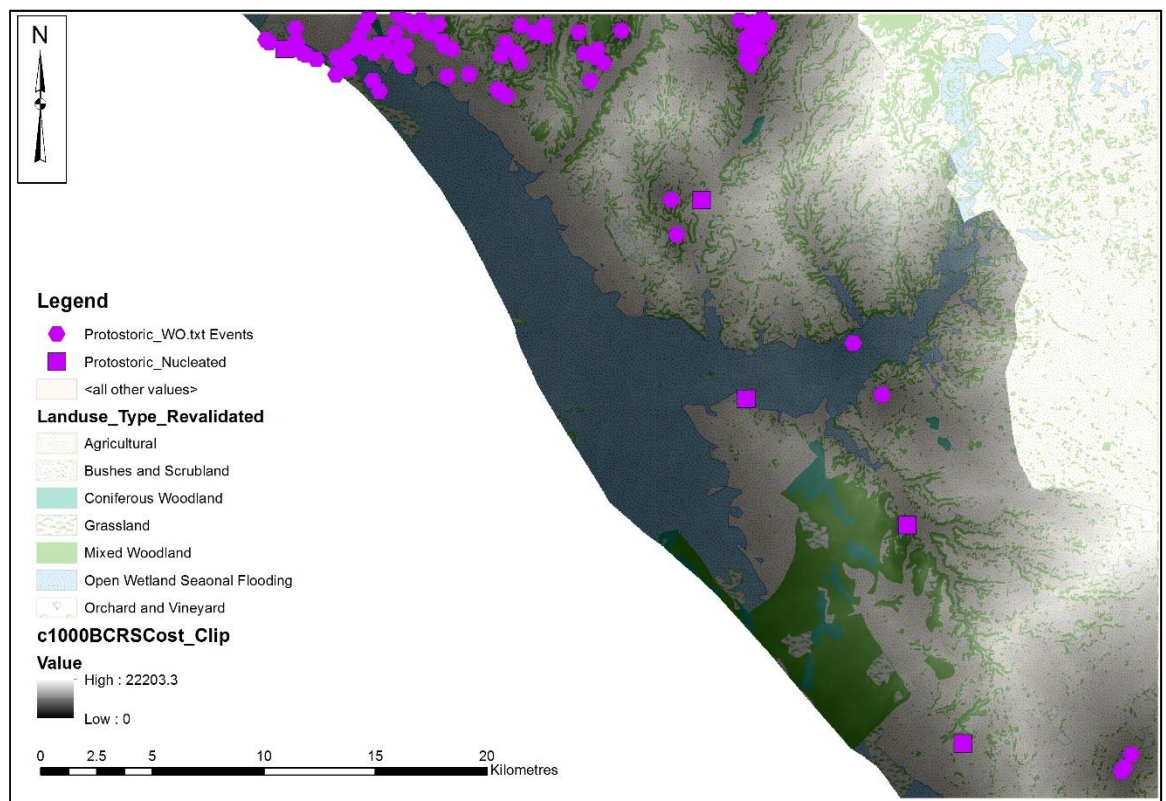 N
Legend
Protostoric_WO.txt Events
Protostoric_Nucleated
<all other values>
Landuse_Type_Revalidated
Agricultural
Bushes and Scrubland
Coniferous Woodland
Grassland
Mixed Woodland
Open Wetland Seaonal Flooding
Orchard and Vineyard
c1000BCRSCost_Clip
Value
High : 22203.3
Low : 0
0 2.5 5 10 15 20
Kilometres